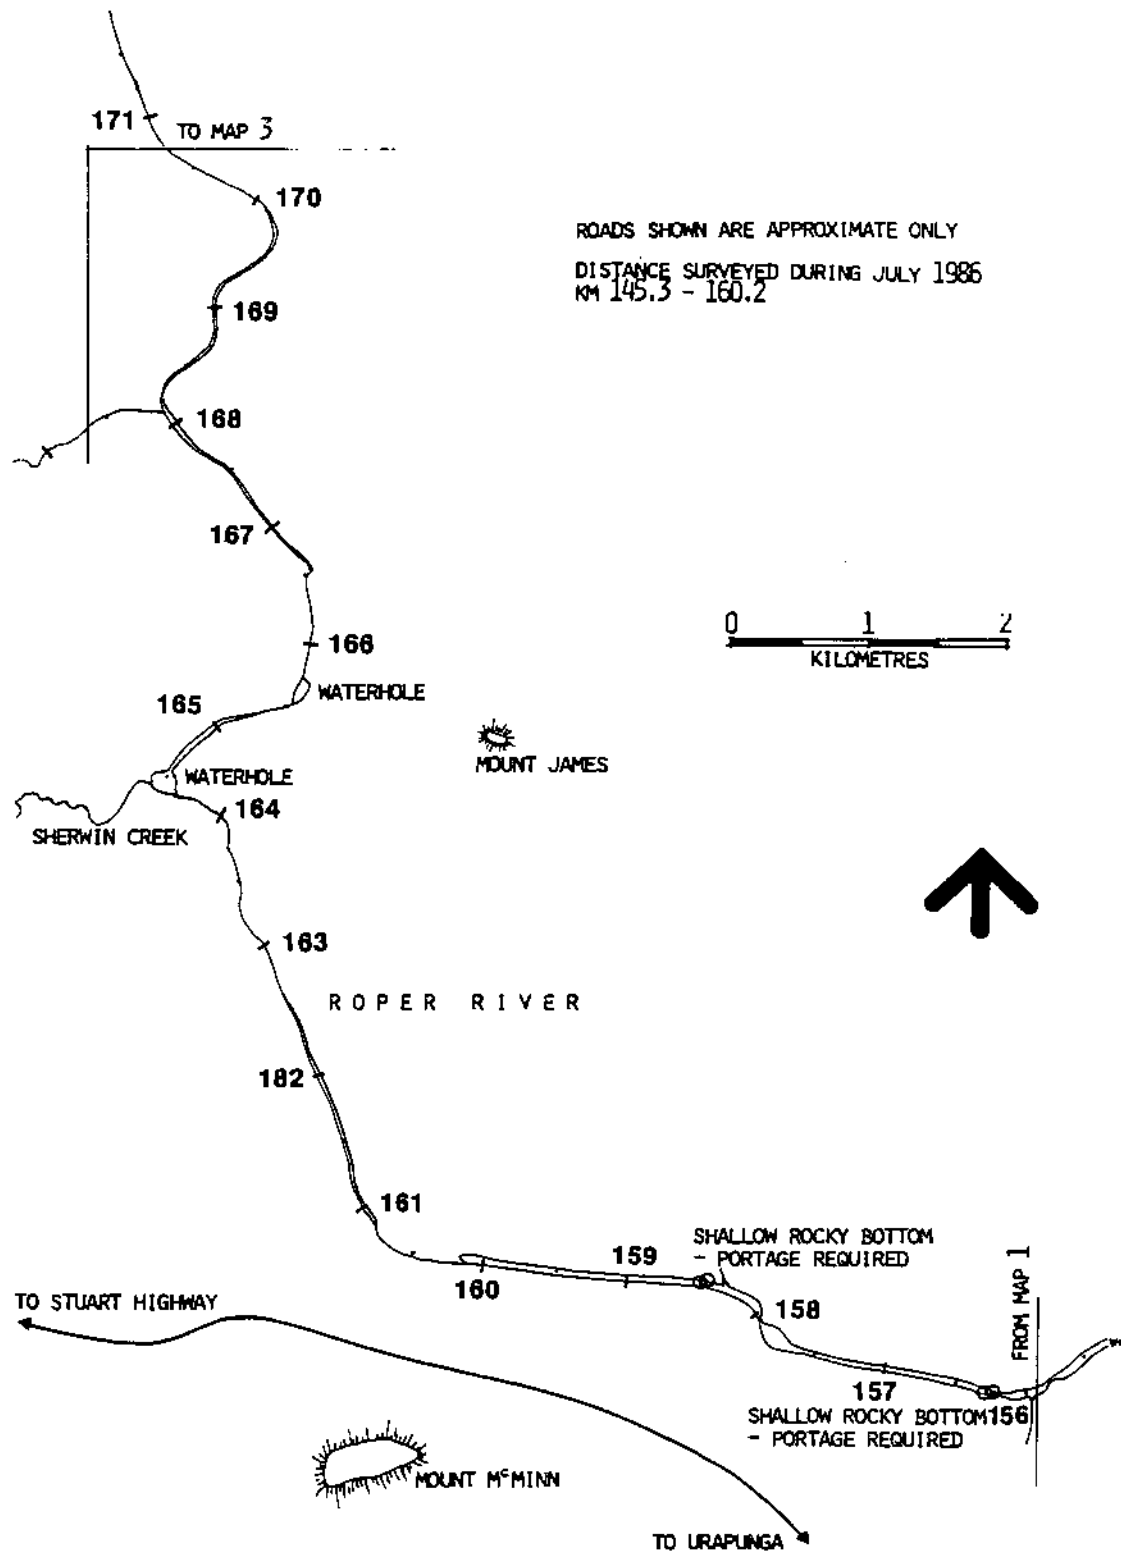 171
TO MAP 3
170
ROADS SHOWN ARE APPROXIMATE ONLY
DISTANCE SURVEYED DURING JULY 1986
KM 145.3 - 160.2
169
168
167
0 1 2
KILOMETRES
166
WATERHOLE
165
MOUNT JAMES
WATERHOLE
164
SHERWIN CREEK
163
ROPER RIVER
182
161
SHALLOW ROCKY BOTTOM
- PORTAGE REQUIRED
159
160
FROM MAP 1
TO STUART HIGHWAY
158
157
SHALLOW ROCKY BOTTOM
- PORTAGE REQUIRED
156
MOUNT McMINN
TO URAPUNGA